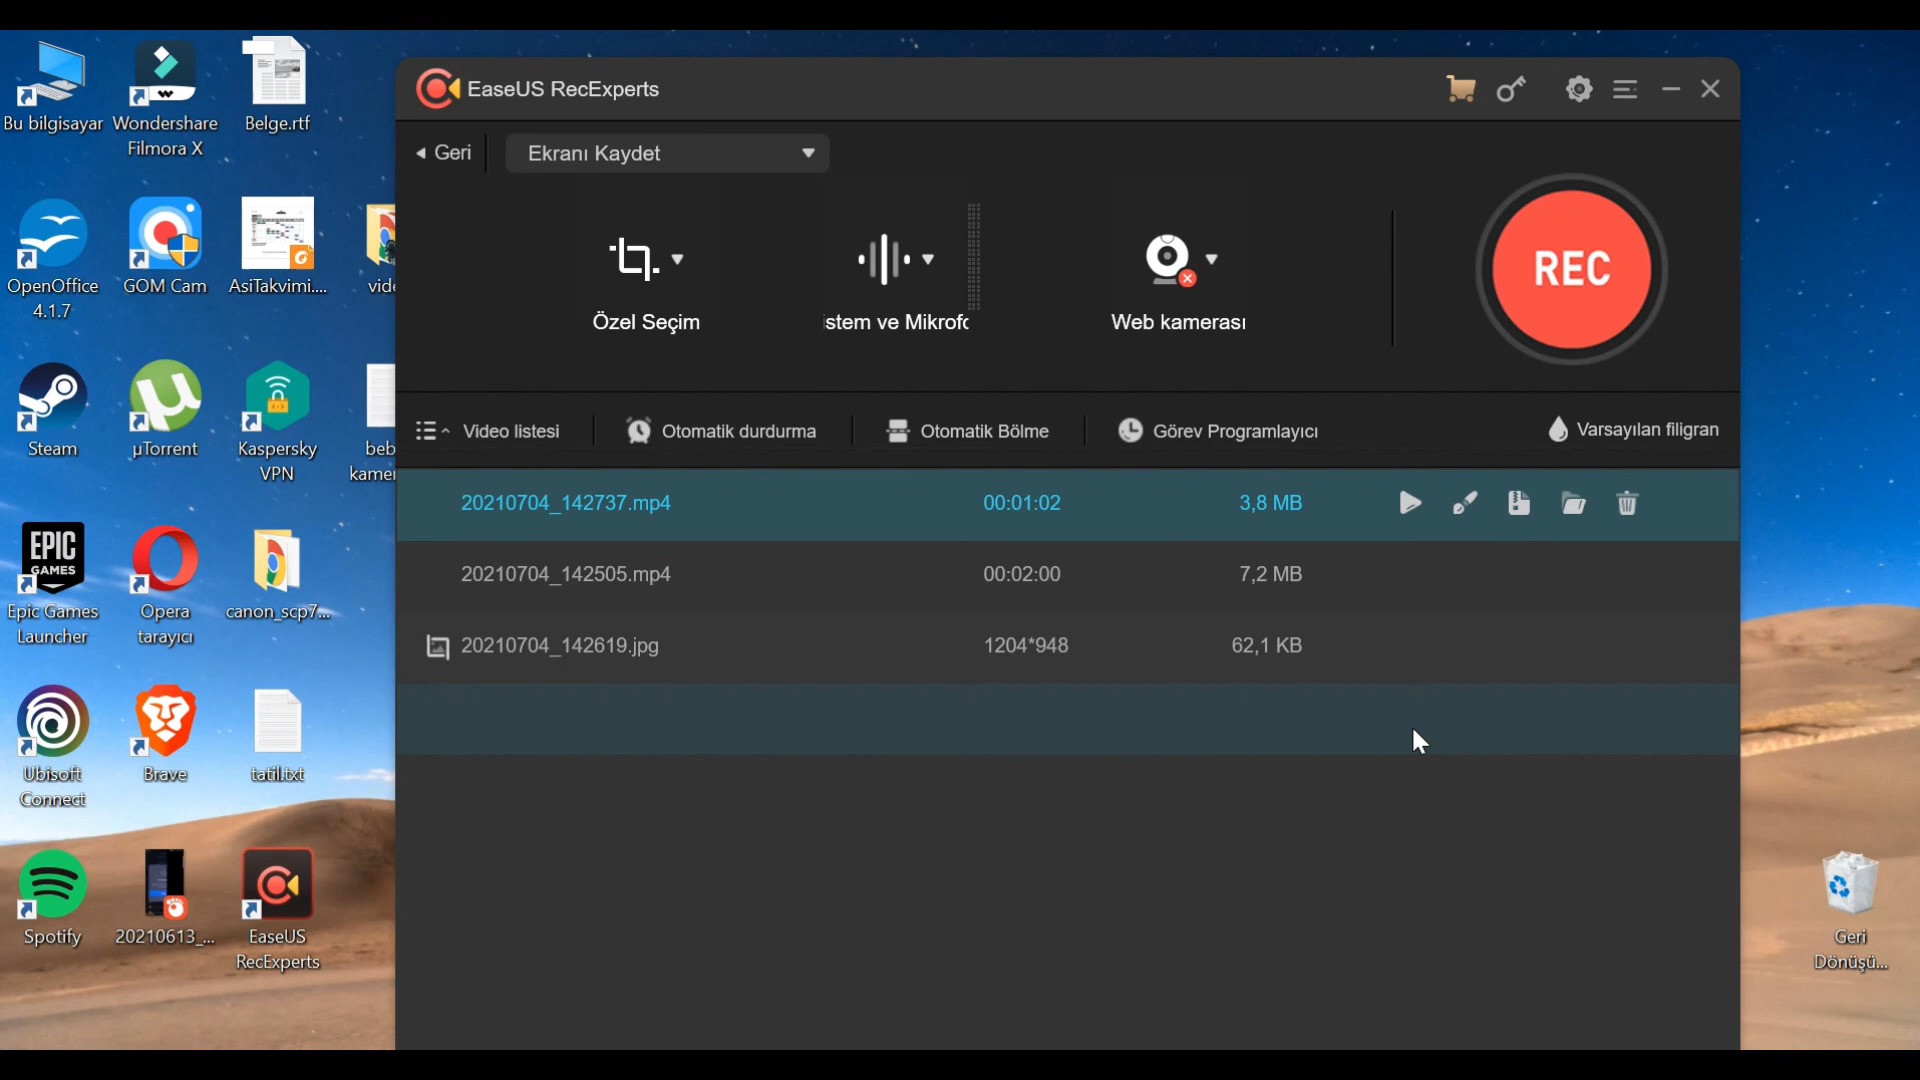 Bu bilgisayar
Wondershare
Filmora X
Belge.rtf
OpenOffice
4.1.7
GOM Cam
AsiTakvimi....
vide
Steam
µTorrent
Kaspersky
VPN
beb
kamer
EPIC
GAMES
Epic Games
Launcher
Opera
tarayıcı
canon_scp7...
Ubisoft
Connect
Brave
tatil.txt
Spotify
20210613_...
EaseUS
RecExperts
EaseUS RecExperts
Geri
Ekranı Kaydet
Özel Seçim
stem ve Mikrofo
Web kamerası
REC
Video listesi
Otomatik durdurma
Otomatik Bölme
Görev Programlayıcı
Varsayılan filigran
20210704_142737.mp4 00:01:02 3,8 MB
20210704_142505.mp4 00:02:00 7,2 MB
20210704_142619.jpg 1204*948 62,1 KB
Geri
Dönüşü...